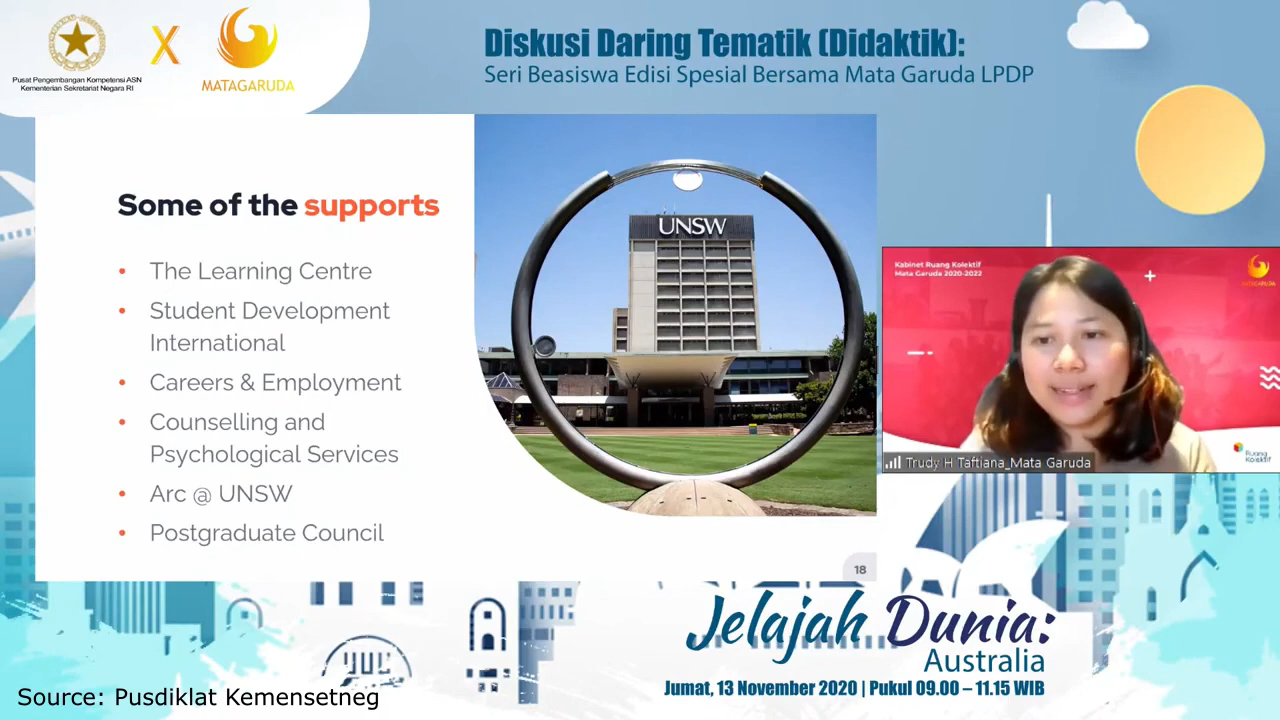 Pusat Pengembangan Kompetensi ASN
Kementerian Sekretariat Negara RI
X
MATAGARUDA
Diskusi Daring Tematik (Didaktik):
Seri Beasiswa Edisi Spesial Bersama Mata Garuda LPDP
Some of the supports
• The Learning Centre
• Student Development
International
• Careers & Employment
• Counselling and
Psychological Services
• Arc @ UNSW
• Postgraduate Council
UNSW
18
Kabinet Ruang Kolektif
Mata Garuda 2020-2022
MATAGARUDA
Ruang
Kolektif
Trudy H Taftiana_Mata Garuda
Jelajah Dunia:
Australia
Jumat, 13 November 2020 | Pukul 09.00 – 11.15 WIB
Source: Pusdiklat Kemensetneg